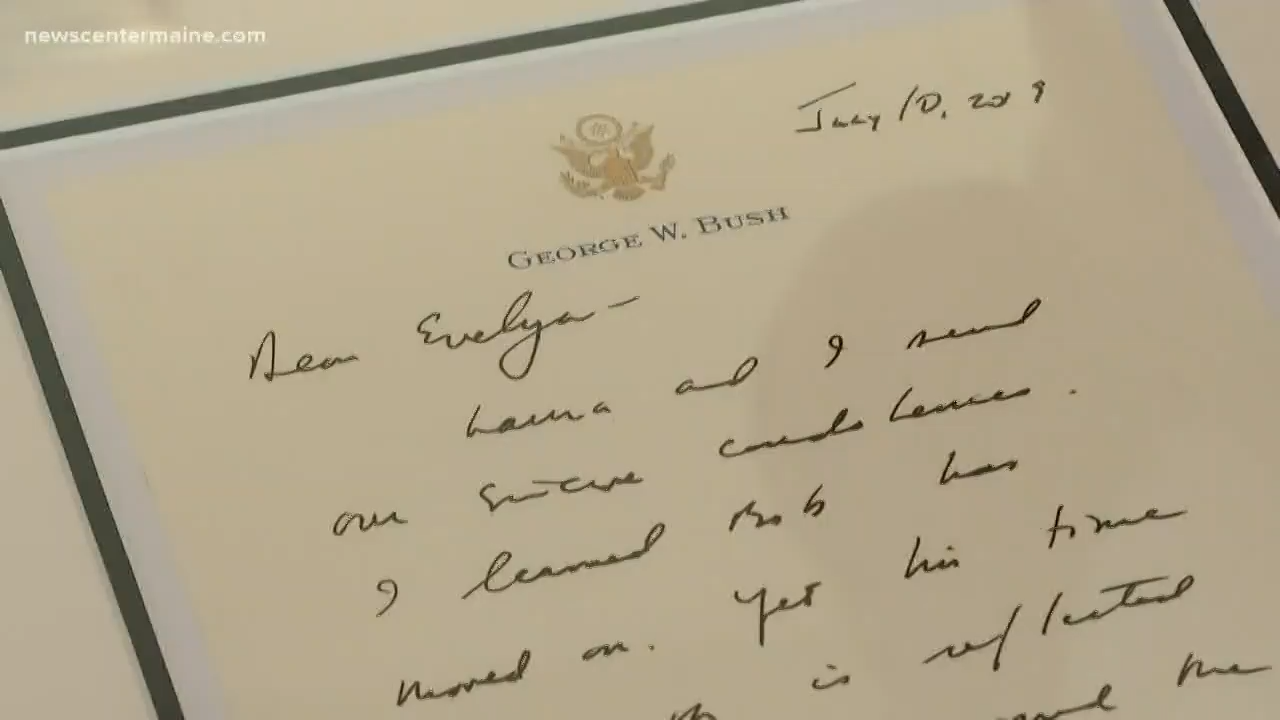 newscentermaine.com
July 10, 2019
GEORGE W. BUSH
Dear Evelyn –
Laura and I send
our sincere condolences.
I learned Bob has
moved on. Yet his time
is reflected
me